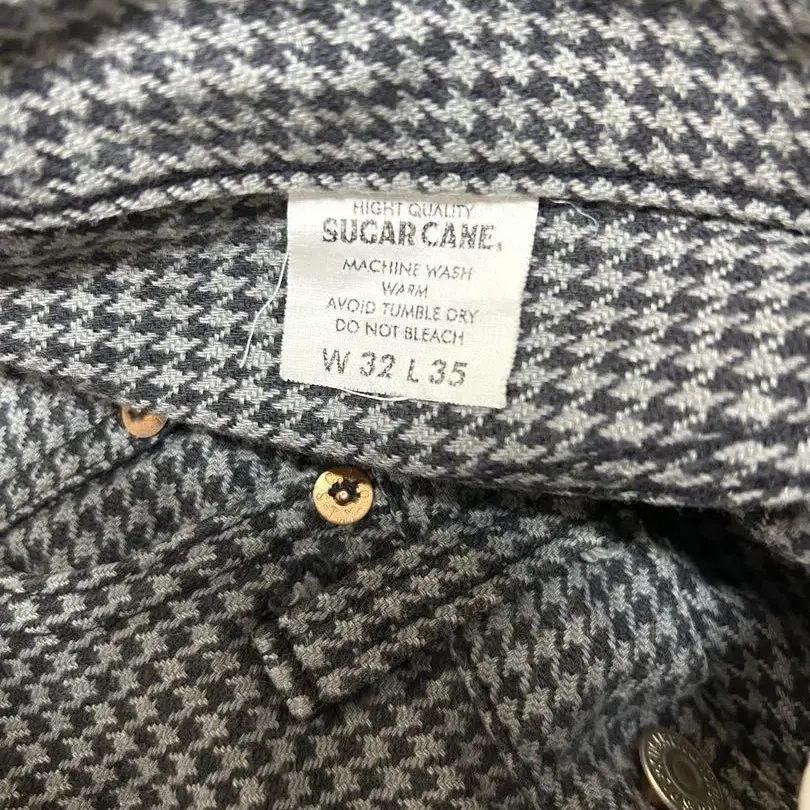 HIGHT QUALITY
SUGAR CANE.
MACHINE WASH
WARM
AVOID TUMBLE DRY
DO NOT BLEACH
W 32 L 35